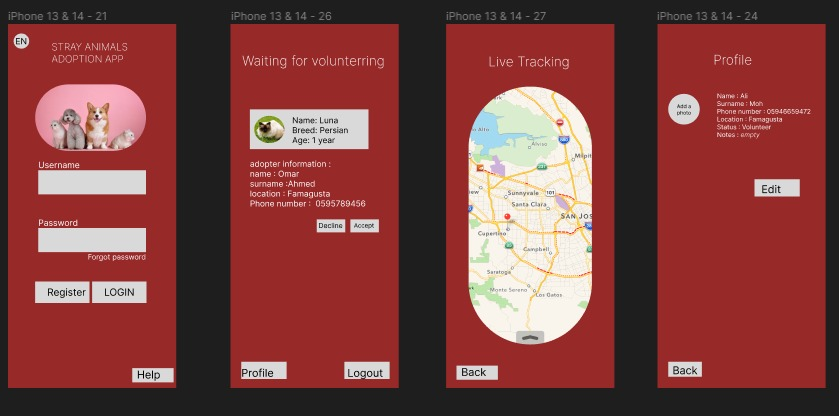 iPhone 13 & 14 - 21
EN
STRAY ANIMALS
ADOPTION APP
Username
Password
Forgot password
Register
LOGIN
Help
iPhone 13 & 14 - 26
Waiting for volunterring
Name: Luna
Breed: Persian
Age: 1 year
adopter information :
name : Omar
surname :Ahmed
location : Famagusta
Phone number : 0595789456
Decline
Accept
Profile
Logout
iPhone 13 & 14 - 27
Live Tracking
Alto
Alviso
Milpit
Sunnyvale
101
Santa Clara
SAN JOS
Cupertino
Campbell
Saratoga
Monte Sereno
Los Gatos
Back
iPhone 13 & 14 - 24
Profile
Add a
photo
Name : Ali
Surname : Moh
Phone number : 05946659472
Location : Famagusta
Status : Volunteer
Notes : empty
Edit
Back